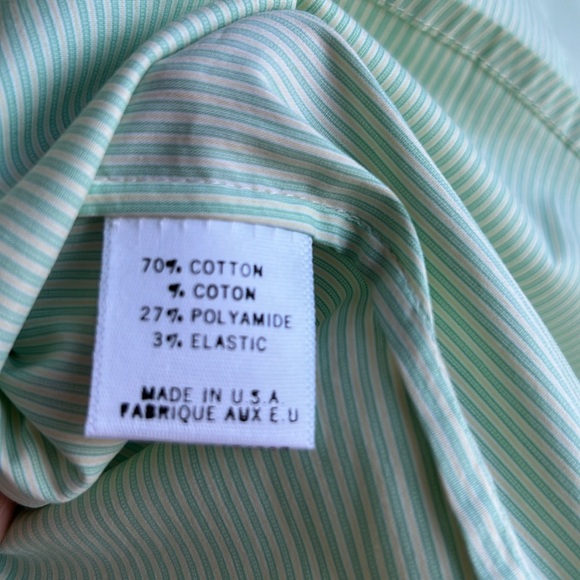 70% COTTON
% COTON
27% POLYAMIDE
3% ELASTIC
MADE IN U.S.A
FABRIQUE AUX E.U